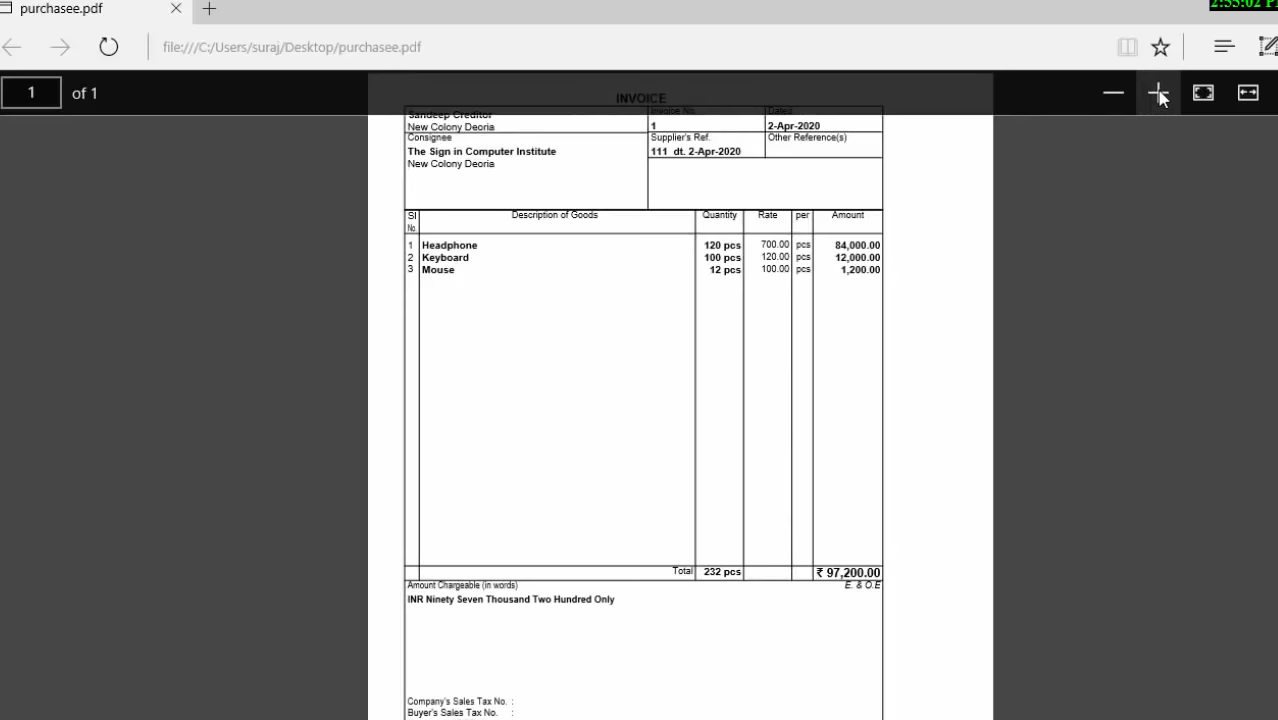 purchasee.pdf
2:55:02 P
file:///C:/Users/suraj/Desktop/purchasee.pdf
1 of 1
INVOICE
Sandeep Creditor
New Colony Deoria
Invoice No.
1
Dated
2-Apr-2020
Consignee
The Sign in Computer Institute
New Colony Deoria
Supplier's Ref.
111 dt. 2-Apr-2020
Other Reference(s)
Sl No. Description of Goods Quantity Rate per Amount
1 Headphone 120 pcs 700.00 pcs 84,000.00
2 Keyboard 100 pcs 120.00 pcs 12,000.00
3 Mouse 12 pcs 100.00 pcs 1,200.00
Total 232 pcs ₹ 97,200.00
Amount Chargeable (in words) E. & O.E
INR Ninety Seven Thousand Two Hundred Only
Company's Sales Tax No. :
Buyer's Sales Tax No. :